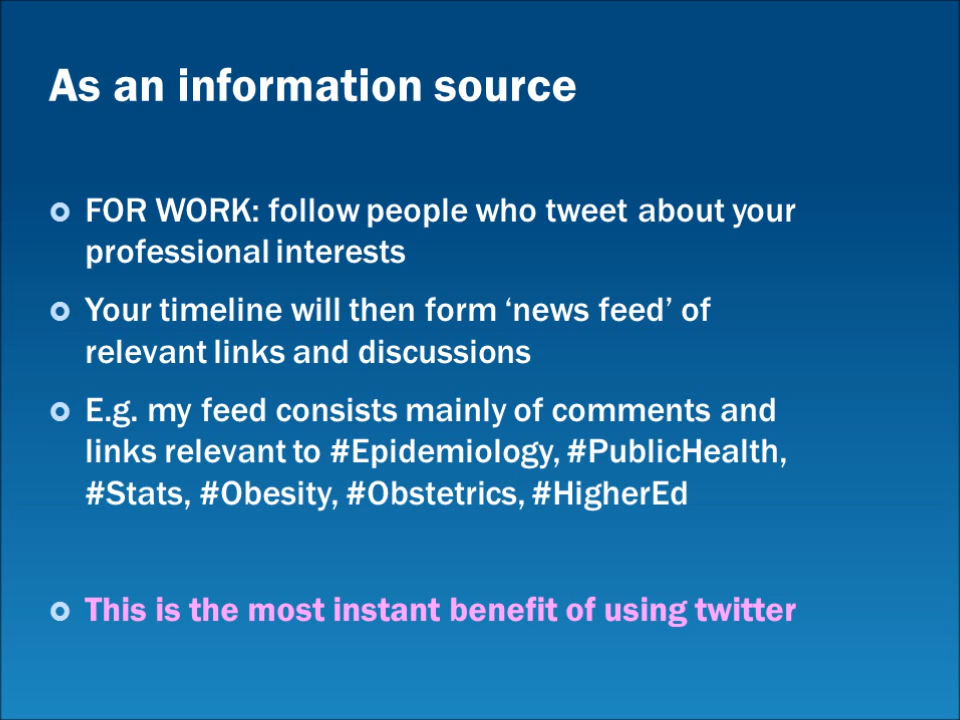 As an information source
FOR WORK: follow people who tweet about your
professional interests
Your timeline will then form ‘news feed’ of
relevant links and discussions
E.g. my feed consists mainly of comments and
links relevant to #Epidemiology, #PublicHealth,
#Stats, #Obesity, #Obstetrics, #HigherEd
This is the most instant benefit of using twitter